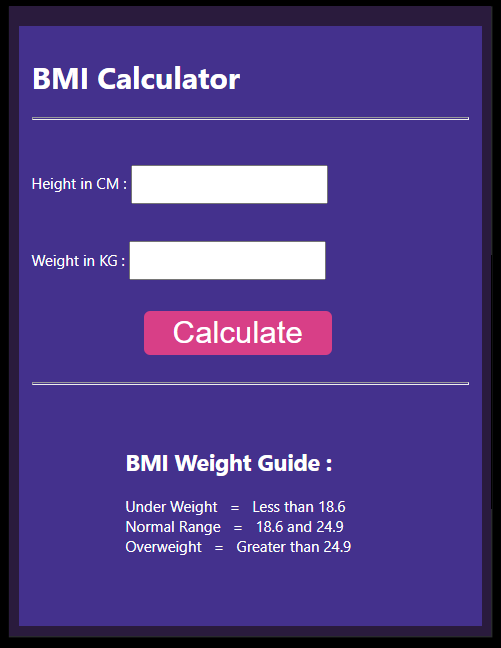 BMI Calculator
Height in CM :
Weight in KG :
Calculate
BMI Weight Guide :
Under Weight = Less than 18.6
Normal Range = 18.6 and 24.9
Overweight = Greater than 24.9